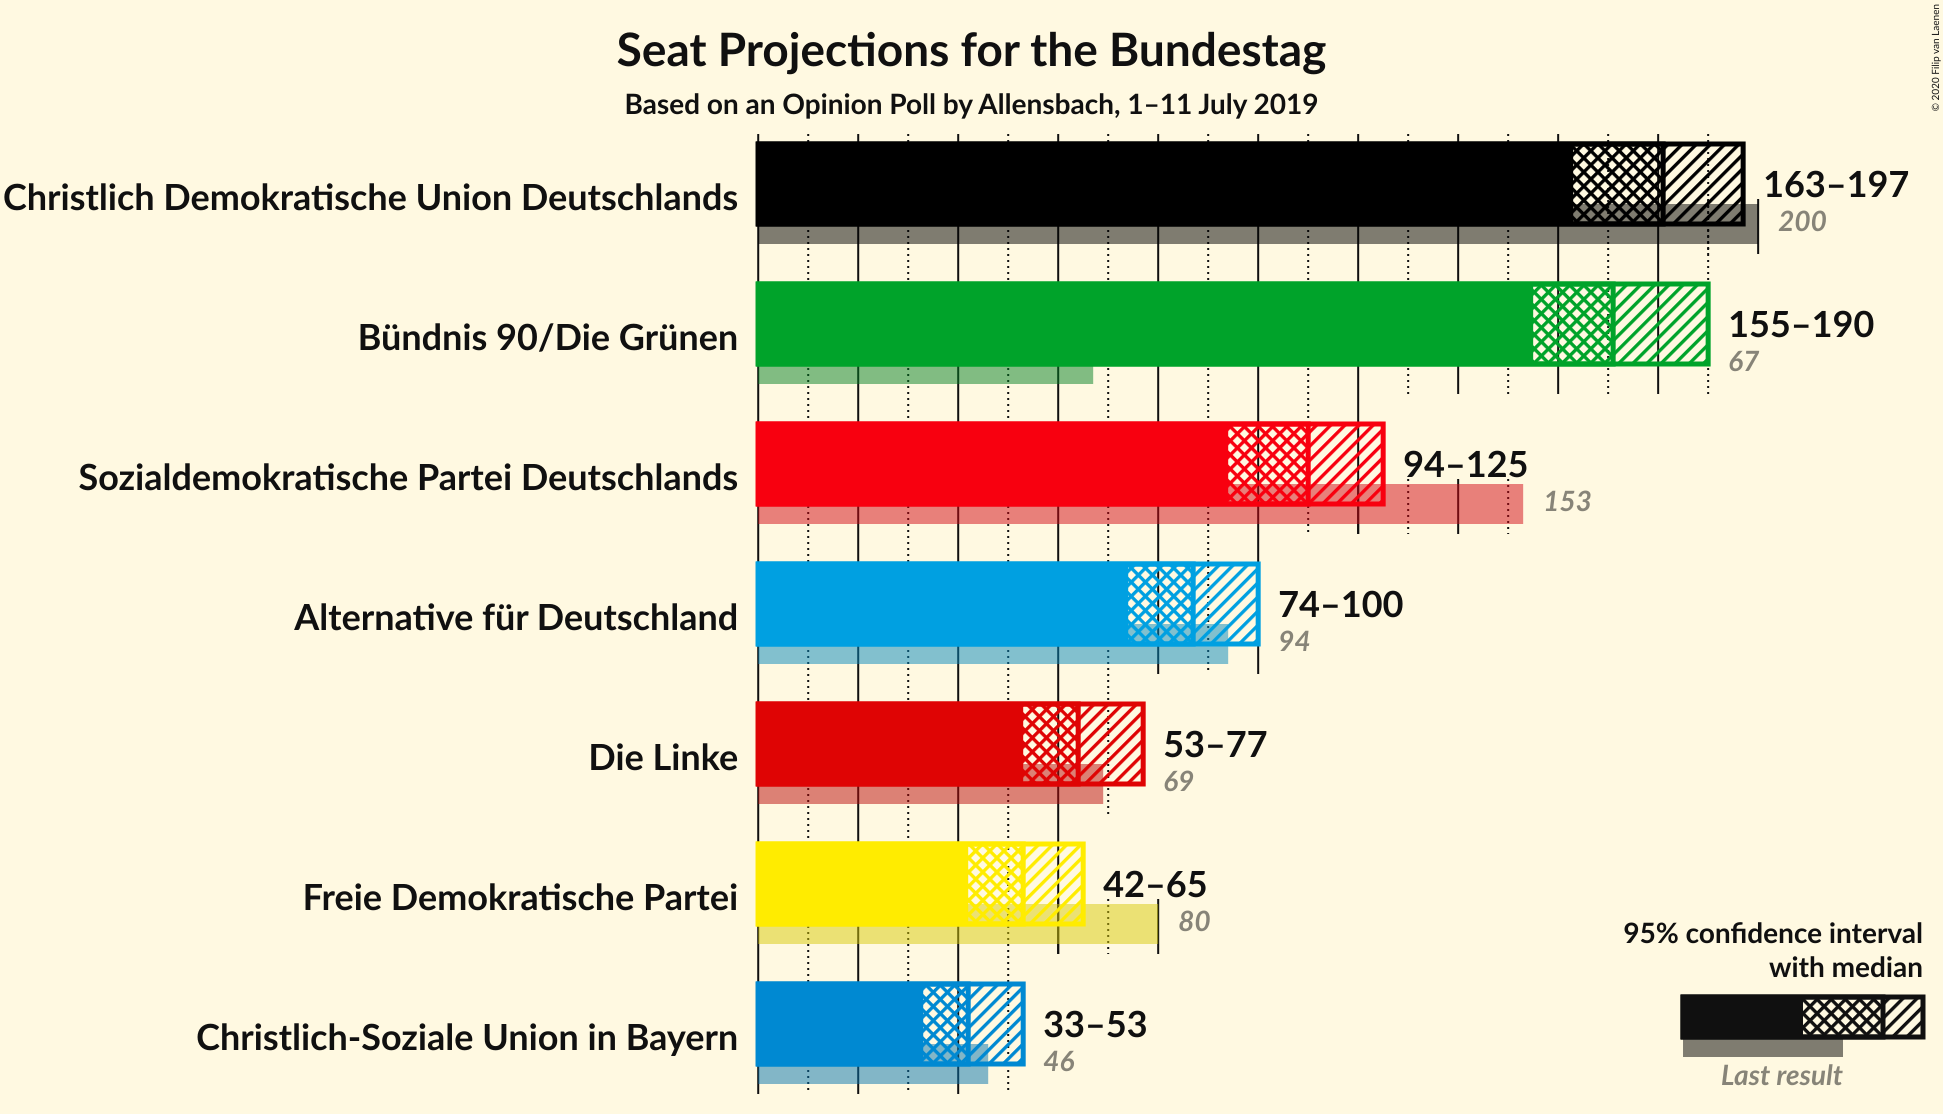 Seat Projections for the Bundestag
Based on an Opinion Poll by Allensbach, 1–11 July 2019
© 2020 Filip van Laenen
Christlich Demokratische Union Deutschlands
163–197
200
Bündnis 90/Die Grünen
155–190
67
Sozialdemokratische Partei Deutschlands
94–125
153
Alternative für Deutschland
74–100
94
Die Linke
53–77
69
Freie Demokratische Partei
42–65
80
Christlich-Soziale Union in Bayern
33–53
46
95% confidence interval
with median
Last result